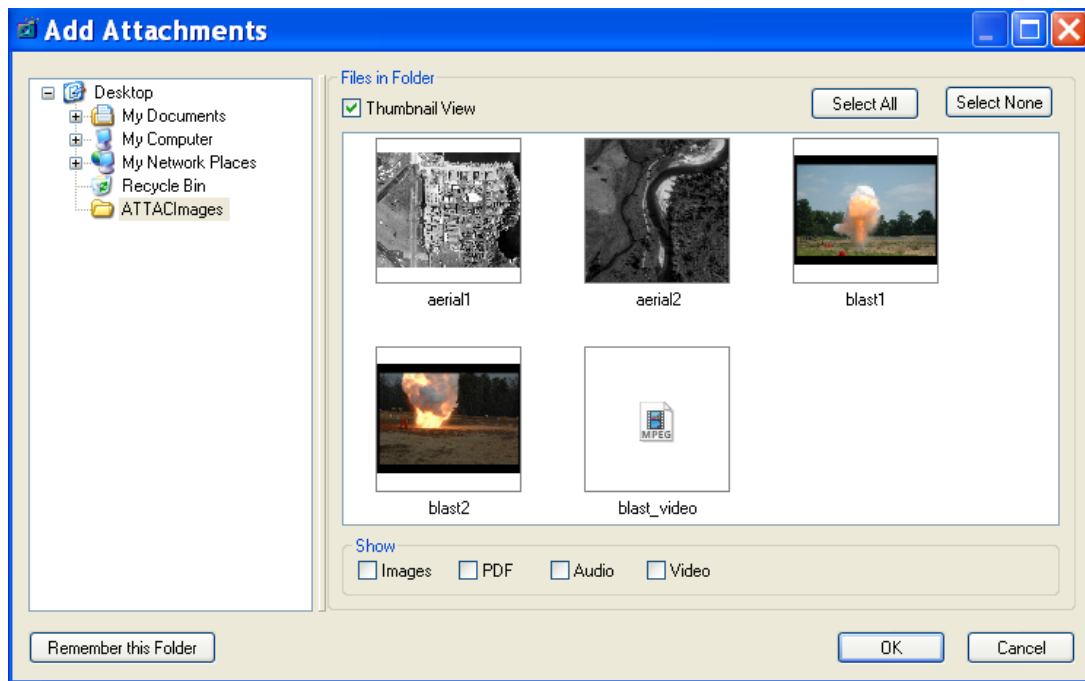 Add Attachments
Desktop
My Documents
My Computer
My Network Places
Recycle Bin
ATTACImages
Files in Folder
Thumbnail View
Select All
Select None
aerial1
aerial2
blast1
blast2
MPEG
blast_video
Show
Images
PDF
Audio
Video
Remember this Folder
OK
Cancel